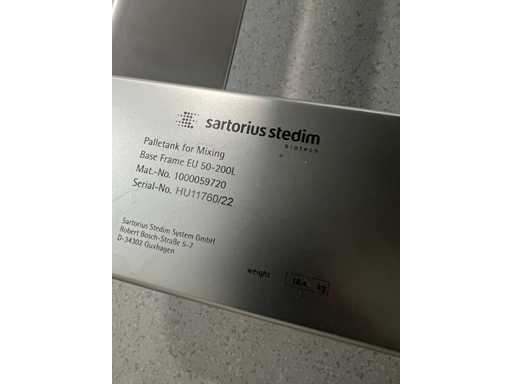 sartorius stedim
biotech
Palletank for Mixing
Base Frame EU 50-200L
Mat.-No. 1000059720
Serial-No. HU11760/22
Sartorius Stedim System GmbH
Robert Bosch-Straße 5-7
D-34302 Guxhagen
weight kg